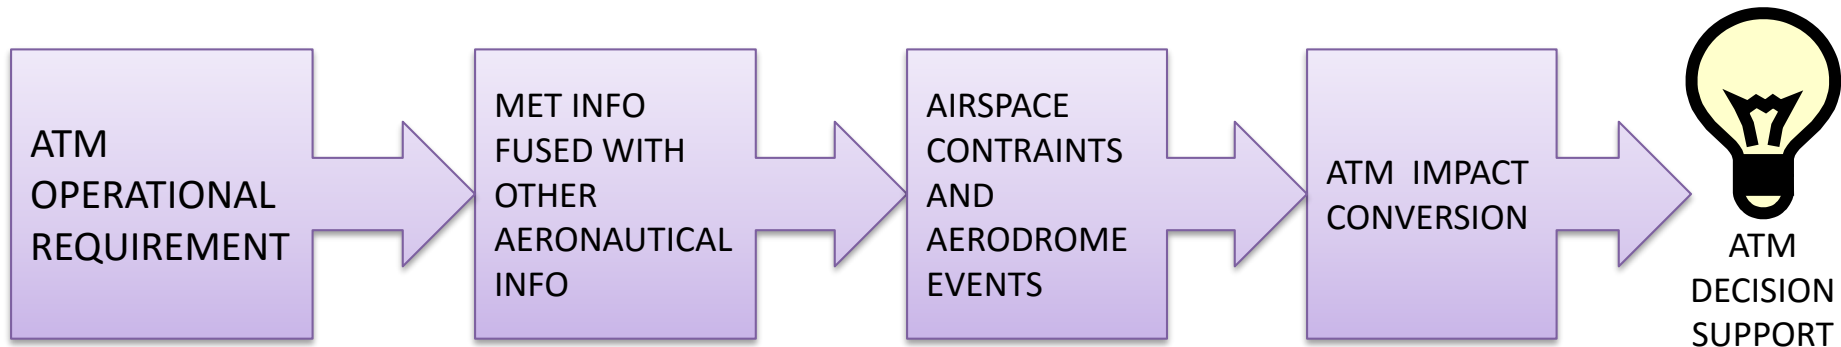 ATM
OPERATIONAL
REQUIREMENT
MET INFO
FUSED WITH
OTHER
AERONAUTICAL
INFO
AIRSPACE
CONTRAINTS
AND
AERODROME
EVENTS
ATM IMPACT
CONVERSION
ATM
DECISION
SUPPORT